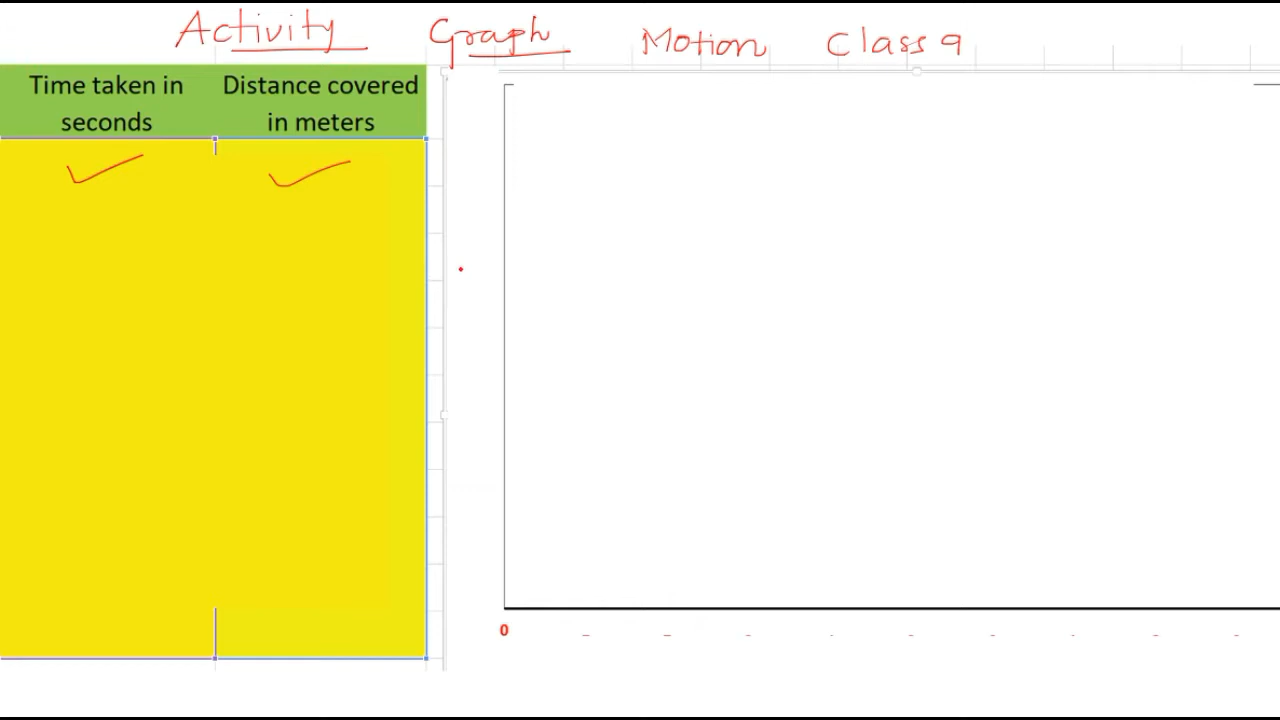 Activity Graph Motion Class 9
Time taken in seconds
Distance covered in meters
0